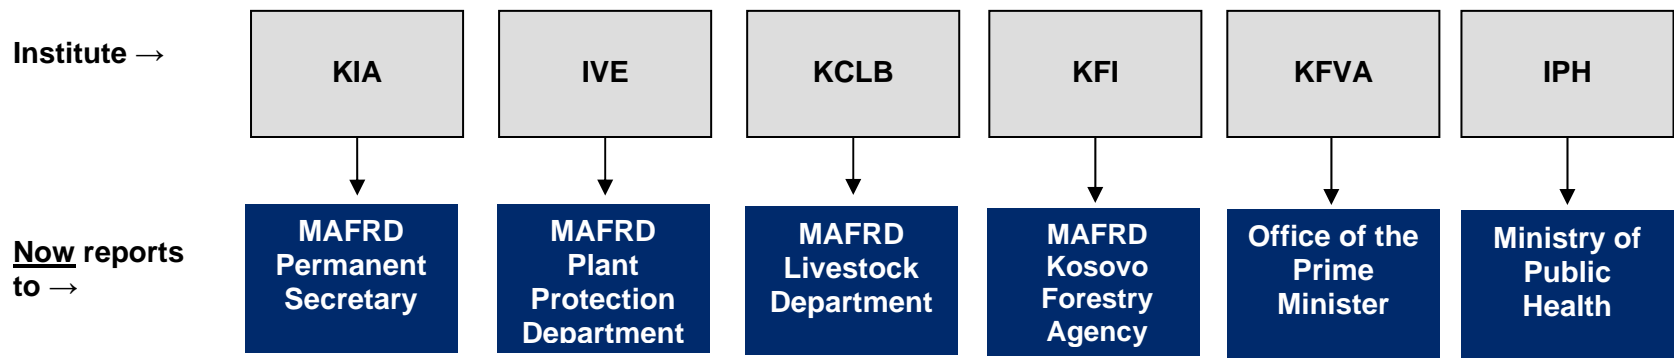 Institute →
KIA
IVE
KCLB
KFI
KFVA
IPH
Now reports
to →
MAFRD
Permanent
Secretary
MAFRD
Plant
Protection
Department
MAFRD
Livestock
Department
MAFRD
Kosovo
Forestry
Agency
Office of the
Prime
Minister
Ministry of
Public
Health